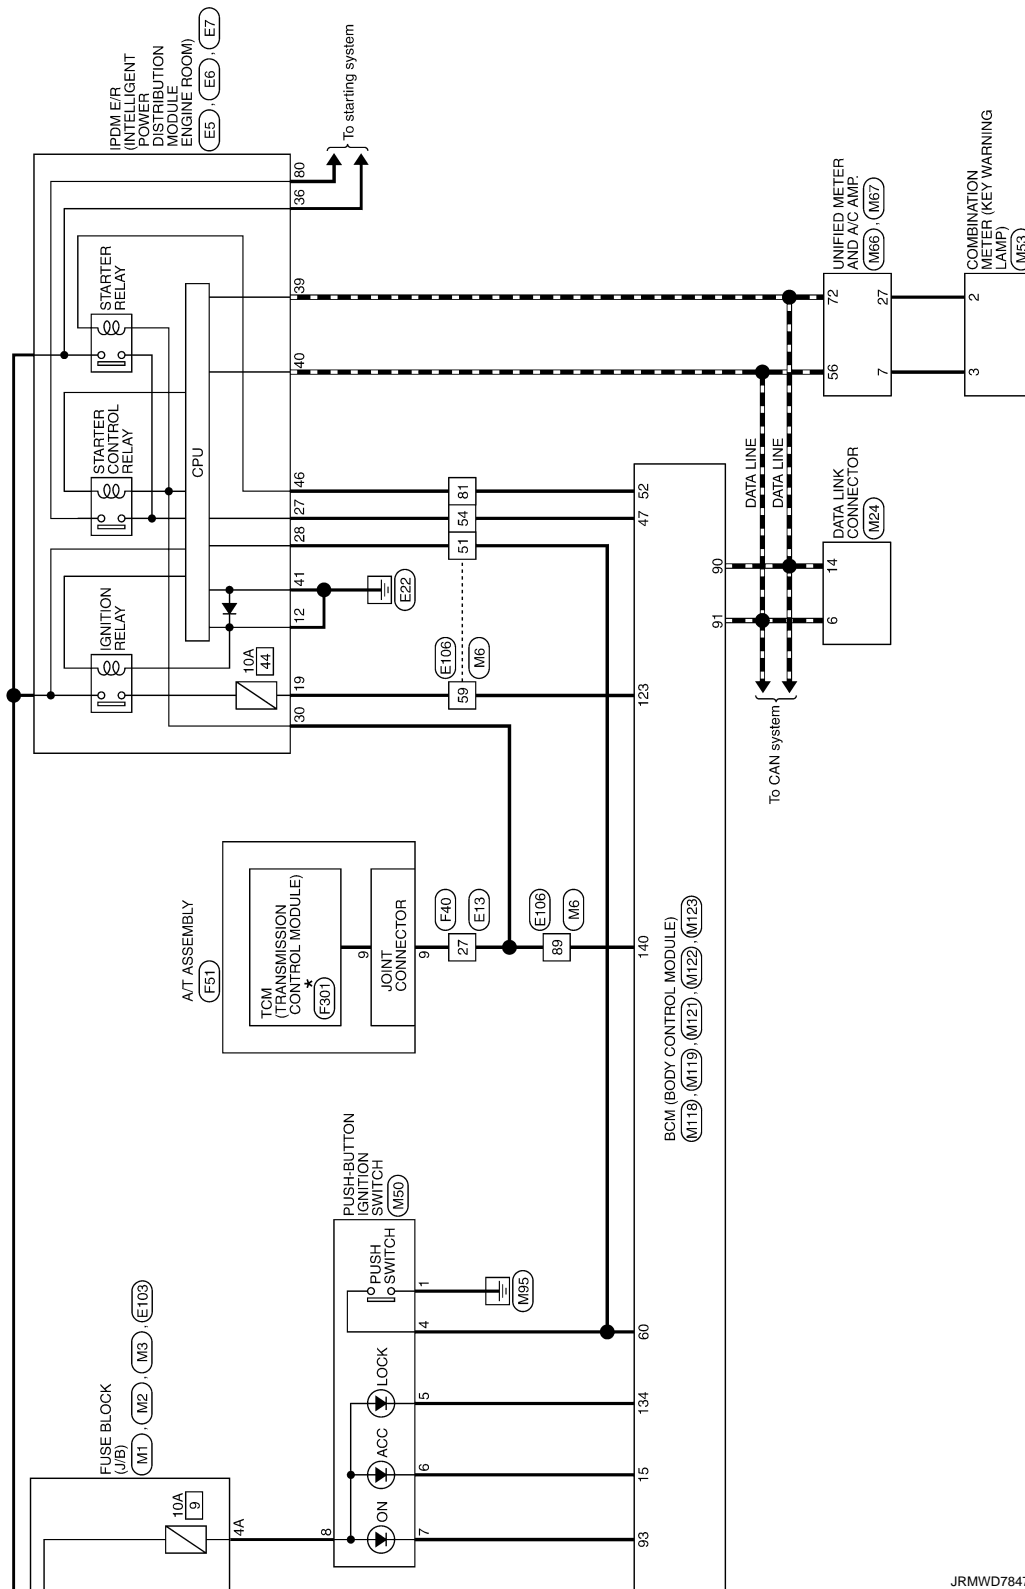 IPDM E/R
(INTELLIGENT
POWER
DISTRIBUTION
MODULE
ENGINE ROOM)
E5 , E6 , E7
To starting system
80
36
STARTER
RELAY
39
40
STARTER
CONTROL
RELAY
CPU
46
27
28
41
12
IGNITION
RELAY
10A
44
19
30
E22
81
54
51
E106
M6
59
52
47
123
UNIFIED METER
AND A/C AMP.
M66 , M67
72
27
56
7
COMBINATION
METER (KEY WARNING
LAMP)
M53
2
3
DATA LINE
DATA LINE
DATA LINK
CONNECTOR
M24
90
14
91
6
To CAN system
A/T ASSEMBLY
F51
TCM
(TRANSMISSION
CONTROL MODULE)
*
F301
9
JOINT
CONNECTOR
9
F40
E13
27
E106
M6
89
140
BCM (BODY CONTROL MODULE)
M118 , M119 , M121 , M122 , M123
PUSH-BUTTON
IGNITION
SWITCH
M50
PUSH
SWITCH
1
M95
4
60
LOCK
5
134
ACC
6
15
ON
7
93
8
FUSE BLOCK
(J/B)
M1 , M2 , M3 , E103
10A
9
4A
JRMWD7847